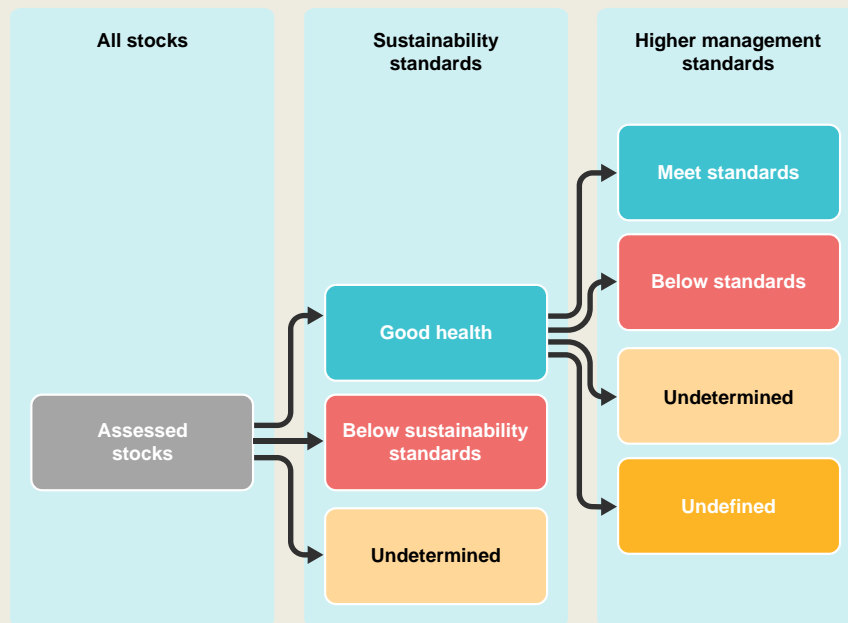 All stocks
Sustainability
standards
Higher management
standards
Meet standards
Below standards
Good health
Undetermined
Assessed
stocks
Below sustainability
standards
Undefined
Undetermined